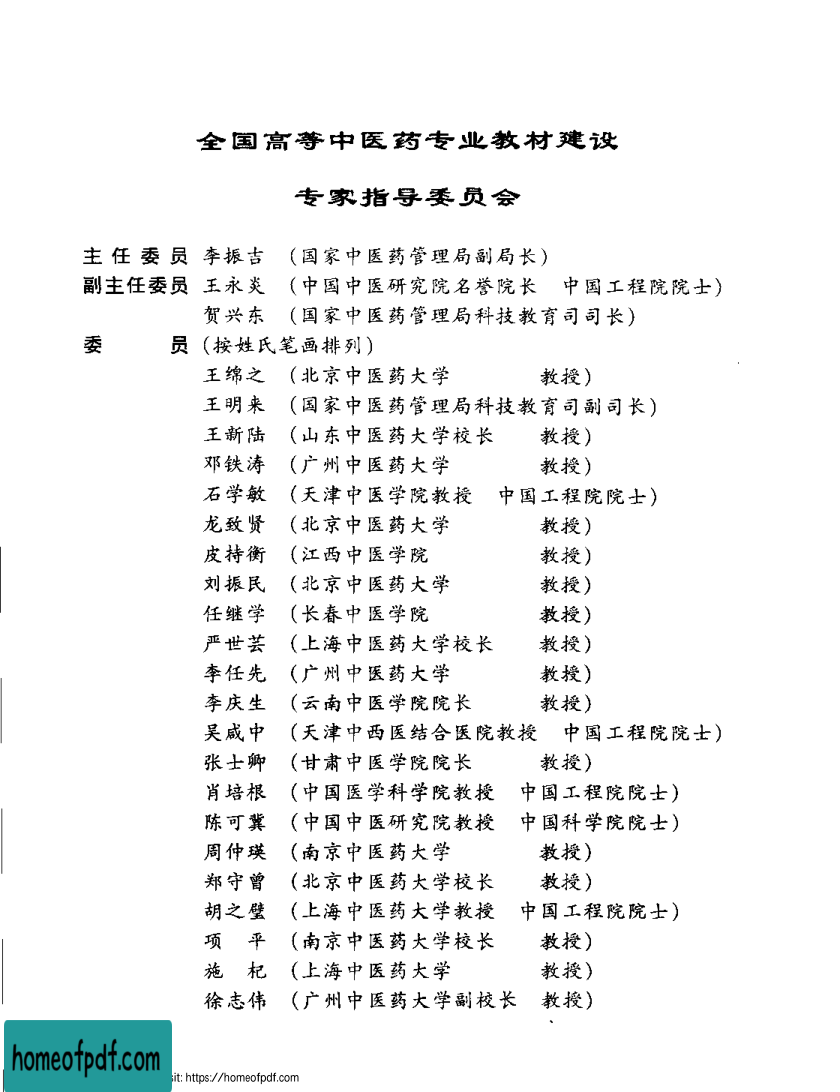 全国高等中医药专业教材建设
专家指导委员会
主任委员 李振吉 (国家中医药管理局副局长)
副主任委员 王永炎 (中国中医研究院名誉院长 中国工程院院士)
贺兴东 (国家中医药管理局科技教育司司长)
委 员 (按姓氏笔画排列)
王绵之 (北京中医药大学 教授)
王明来 (国家中医药管理局科技教育司副司长)
王新陆 (山东中医药大学校长 教授)
邓铁涛 (广州中医药大学 教授)
石学敏 (天津中医学院教授 中国工程院院士)
龙致贤 (北京中医药大学 教授)
皮持衡 (江西中医学院 教授)
刘振民 (北京中医药大学 教授)
任继学 (长春中医学院 教授)
严世芸 (上海中医药大学校长 教授)
李任先 (广州中医药大学 教授)
李庆生 (云南中医学院院长 教授)
吴咸中 (天津中西医结合医院教授 中国工程院院士)
张士卿 (甘肃中医学院院长 教授)
肖培根 (中国医学科学院教授 中国工程院院士)
陈可冀 (中国中医研究院教授 中国科学院院士)
周仲瑛 (南京中医药大学 教授)
郑守曾 (北京中医药大学校长 教授)
胡之璧 (上海中医药大学教授 中国工程院院士)
项 平 (南京中医药大学校长 教授)
施 杞 (上海中医药大学 教授)
徐志伟 (广州中医药大学副校长 教授)
homeofpdf.com
sit: https://homeofpdf.com